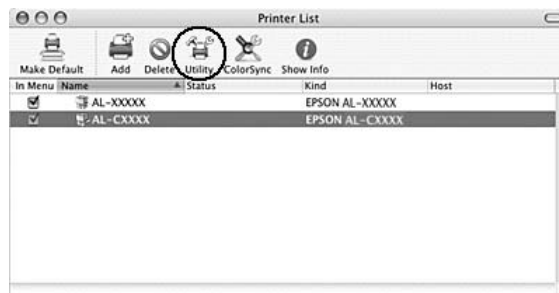 Printer List
Make Default Add Delete Utility ColorSync Show Info
In Menu Name Status Kind Host
AL-XXXXX EPSON AL-XXXXX
AL-CXXXX EPSON AL-CXXXX